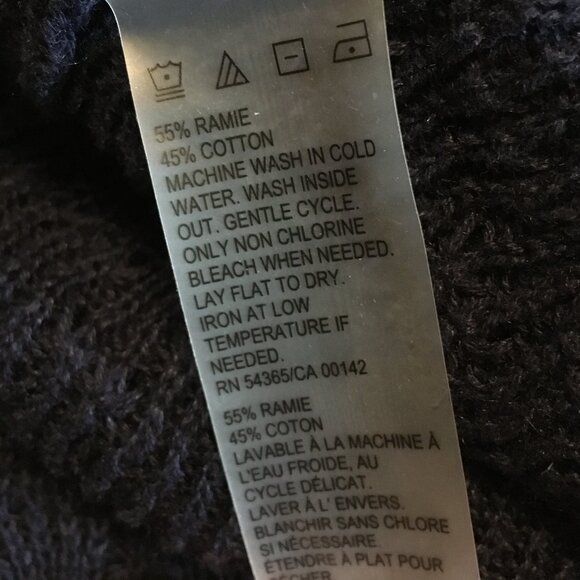 55% RAMIE
45% COTTON
MACHINE WASH IN COLD
WATER. WASH INSIDE
OUT. GENTLE CYCLE.
ONLY NON CHLORINE
BLEACH WHEN NEEDED.
LAY FLAT TO DRY.
IRON AT LOW
TEMPERATURE IF
NEEDED.
RN 54365/CA 00142
55% RAMIE
45% COTON
LAVABLE À LA MACHINE À
L'EAU FROIDE, AU
CYCLE DÉLICAT.
LAVER À L' ENVERS.
BLANCHIR SANS CHLORE
SI NÉCESSAIRE.
ÉTENDRE À PLAT POUR
SÉCHER